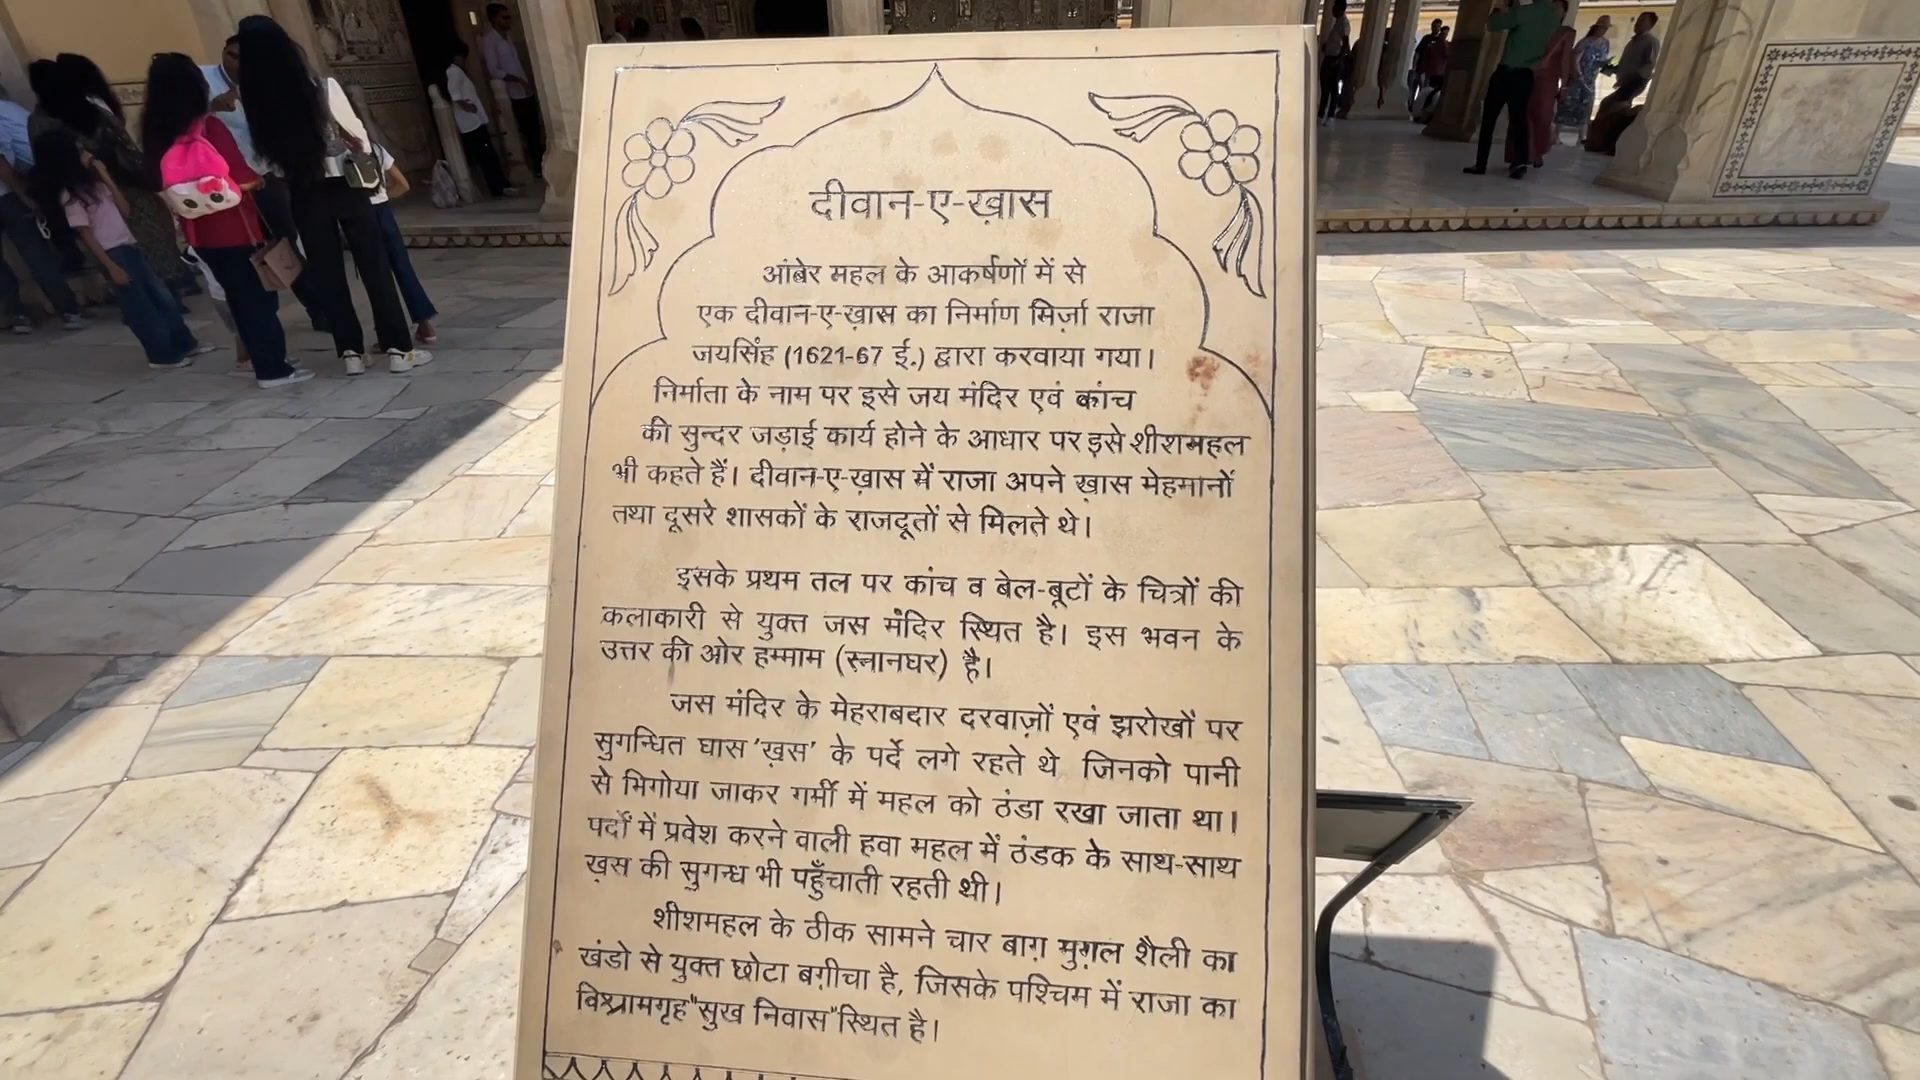 दीवान-ए-ख़ास
आंबेर महल के आकर्षणों में से
एक दीवान-ए-ख़ास का निर्माण मिर्ज़ा राजा
जयसिंह (1621-67 ई.) द्वारा करवाया गया।
निर्माता के नाम पर इसे जय मंदिर एवं कांच
की सुन्दर जड़ाई कार्य होने के आधार पर इसे शीशमहल
भी कहते हैं। दीवान-ए-ख़ास में राजा अपने ख़ास मेहमानों
तथा दूसरे शासकों के राजदूतों से मिलते थे।
इसके प्रथम तल पर कांच व बेल-बूटों के चित्रों की
कलाकारी से युक्त जस मंदिर स्थित है। इस भवन के
उत्तर की ओर हम्माम (स्नानघर) है।
जस मंदिर के मेहराबदार दरवाज़ों एवं झरोखों पर
सुगन्धित घास 'ख़स' के पर्दे लगे रहते थे जिनको पानी
से भिगोया जाकर गर्मी में महल को ठंडा रखा जाता था।
पर्दों में प्रवेश करने वाली हवा महल में ठंडक के साथ-साथ
ख़स की सुगन्ध भी पहुँचाती रहती थी।
शीशमहल के ठीक सामने चार बाग़ मुग़ल शैली का
खंडो से युक्त छोटा बग़ीचा है, जिसके पश्चिम में राजा का
विश्रामगृह"सुख निवास"स्थित है।